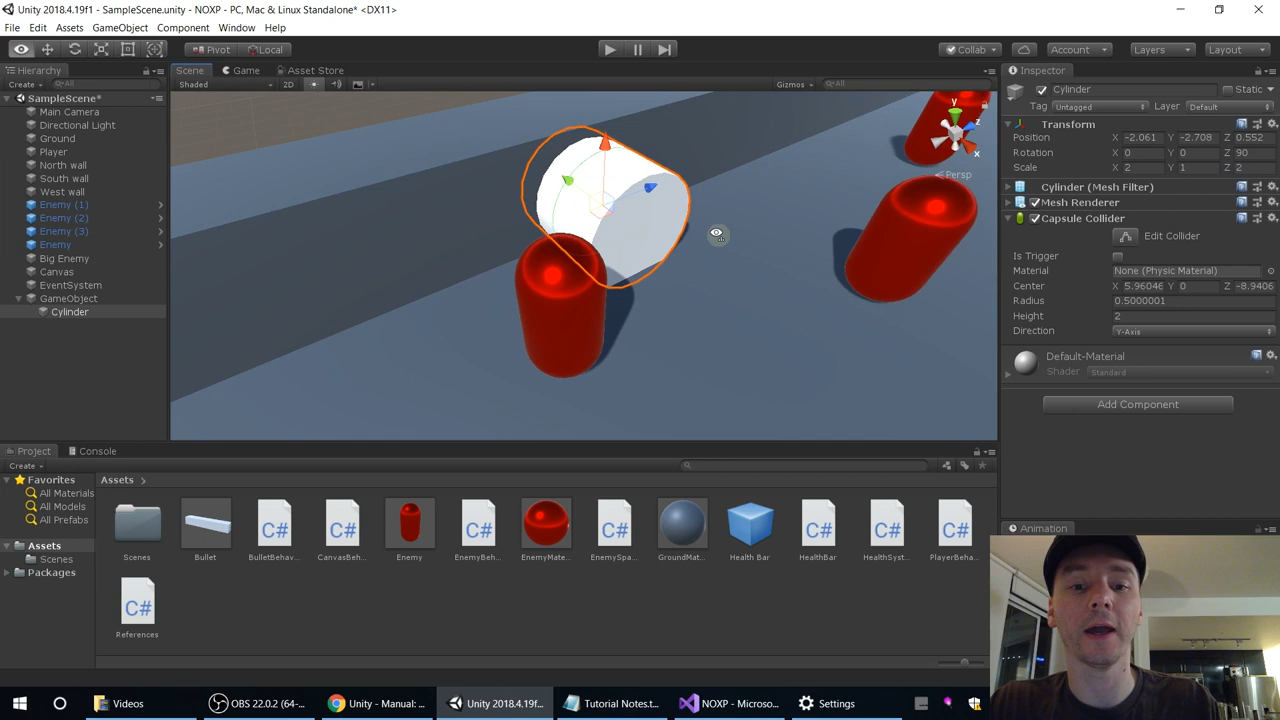 Unity 2018.4.19f1 - SampleScene.unity - NOXP - PC, Mac & Linux Standalone* <DX11>
File Edit Assets GameObject Component Window Help
Pivot Local Collab Account Layers Layout
Hierarchy
Create All
SampleScene*
Main Camera
Directional Light
Ground
Player
North wall
South wall
West wall
Enemy (1)
Enemy (2)
Enemy (3)
Enemy
Big Enemy
Canvas
EventSystem
GameObject
Cylinder
Scene Game Asset Store
Shaded 2D Gizmos All
y
z
x
Persp
Inspector
Cylinder Static
Tag Untagged Layer Default
Transform
Position X -2.061 Y -2.708 Z 0.552
Rotation X 0 Y 0 Z 90
Scale X 2 Y 1 Z 2
Cylinder (Mesh Filter)
Mesh Renderer
Capsule Collider
Edit Collider
Is Trigger
Material None (Physic Material)
Center X 5.96046 Y 0 Z -8.9406
Radius 0.5000001
Height 2
Direction Y-Axis
Default-Material
Shader Standard
Add Component
Animation
Project Console
Create
Favorites
All Materials
All Models
All Prefabs
Assets
Scenes
Packages
Assets
Scenes Bullet BulletBehav... CanvasBeh... Enemy EnemyBeh... EnemyMate... EnemySpa... GroundMat... Health Bar HealthBar HealthSyst... PlayerBeha...
C# C# C# C# C# C# C#
C#
References
Videos OBS 22.0.2 (64-... Unity - Manual: ... Unity 2018.4.19f... Tutorial Notes.t... NOXP - Microso... Settings